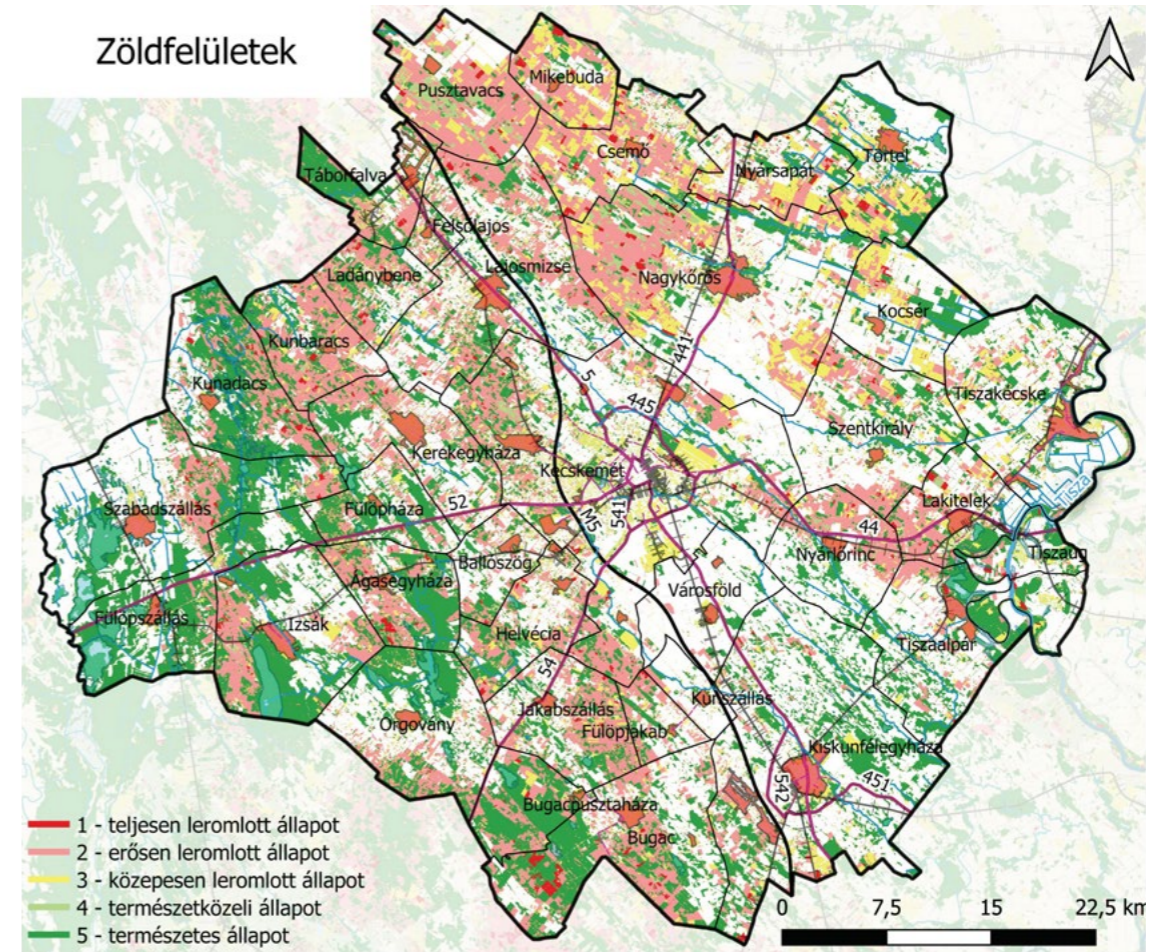 Zöldfelületek
Pusztavacs
Mikebuda
Csemő
Nyársapát
Törtel
Táborfalva
Felsőlajos
Lajosmizse
Ladánybene
Nagykőrös
Kocsér
Kunbaracs
441
Kunadacs
5
445
Tiszakécske
Szentkirály
Kerekegyháza
Kecskemét
Lakitelek
Tisza
Szabadszállás
Fülöpháza
52
M5
541
44
Nyárlőrinc
Tiszaug
Ballószög
Ágasegyháza
5
Városföld
Fülöpszállás
Izsák
Helvécia
Tiszaalpár
54
Kunszállás
Jakabszállás
Orgovány
Fülöpjakab
Kiskunfélegyháza
542
451
Bugacpusztaháza
Bugac
1 - teljesen leromlott állapot
2 - erősen leromlott állapot
3 - közepesen leromlott állapot
4 - természetközeli állapot
5 - természetes állapot
0 7,5 15 22,5 km